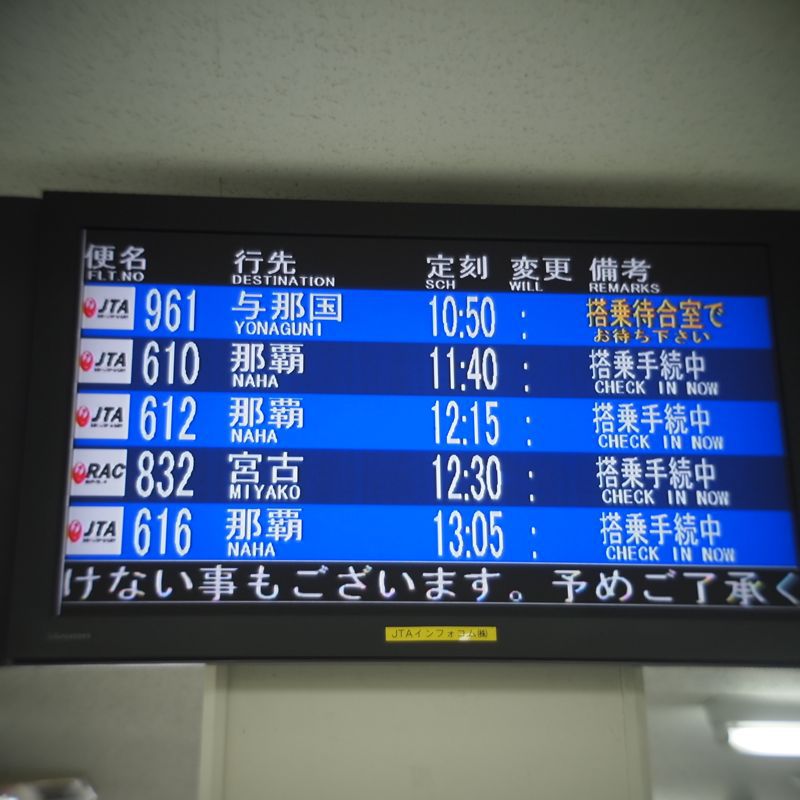 便名 行先 定刻 変更 備考
FLT.NO DESTINATION SCH WILL REMARKS
JTA 961 与那国 10:50 : 搭乗待合室で
YONAGUNI お待ち下さい
JTA 610 那覇 11:40 : 搭乗手続中
NAHA CHECK IN NOW
JTA 612 那覇 12:15 : 搭乗手続中
NAHA CHECK IN NOW
RAC 832 宮古 12:30 : 搭乗手続中
MIYAKO CHECK IN NOW
JTA 616 那覇 13:05 : 搭乗手続中
NAHA CHECK IN NOW
けない事もございます。予めご了承く
JTAインフォコム㈱